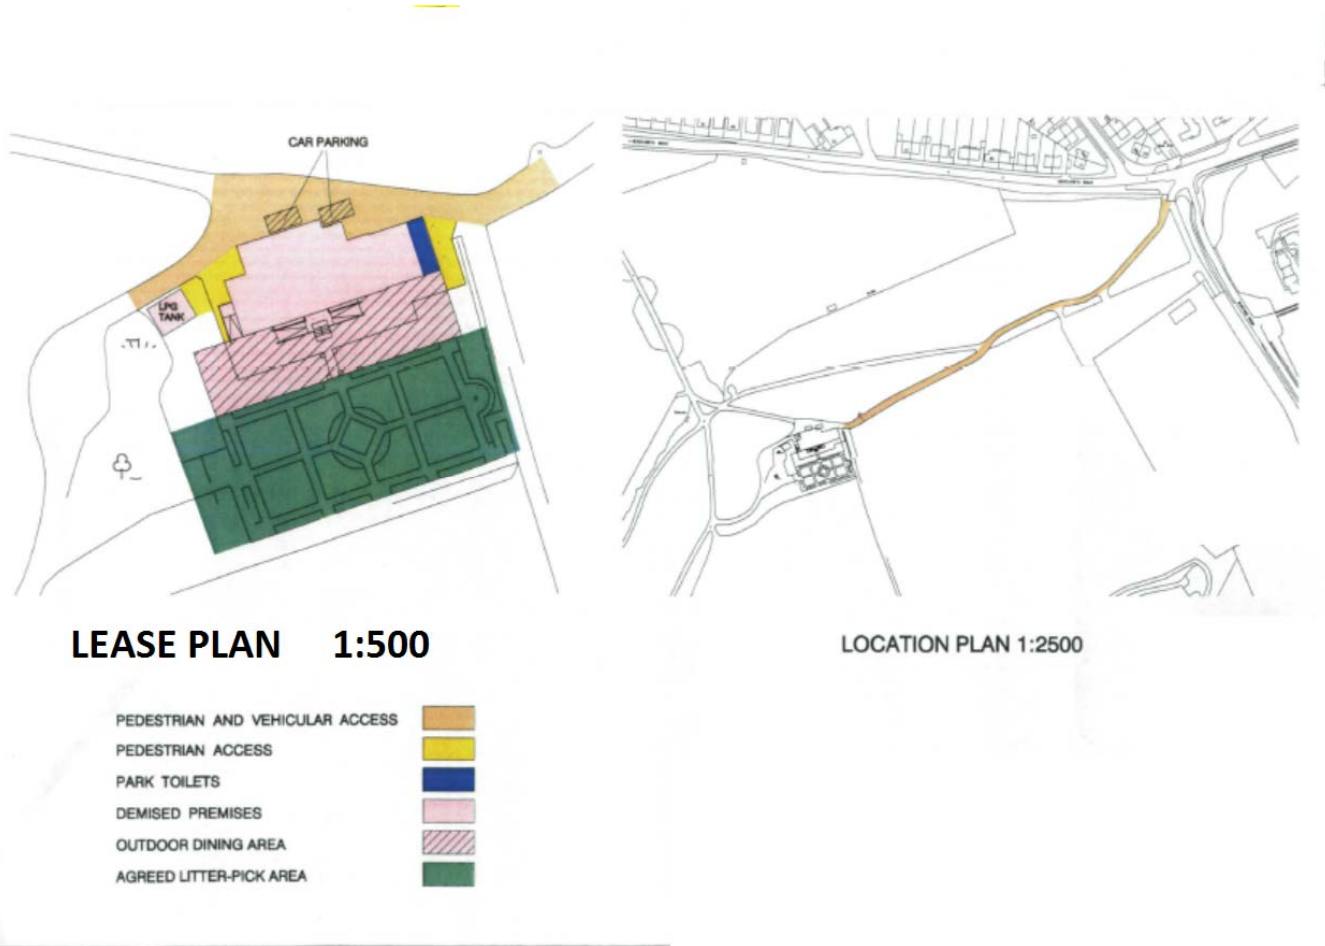 CAR PARKING
LPG
TANK
LEASE PLAN 1:500
LOCATION PLAN 1:2500
PEDESTRIAN AND VEHICULAR ACCESS
PEDESTRIAN ACCESS
PARK TOILETS
DEMISED PREMISES
OUTDOOR DINING AREA
AGREED LITTER-PICK AREA